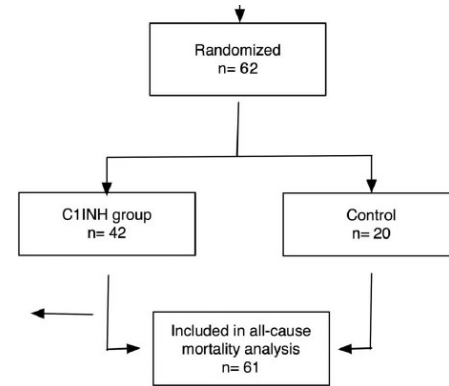 Randomized
n= 62
C1INH group
n= 42
Control
n= 20
Included in all-cause
mortality analysis
n= 61